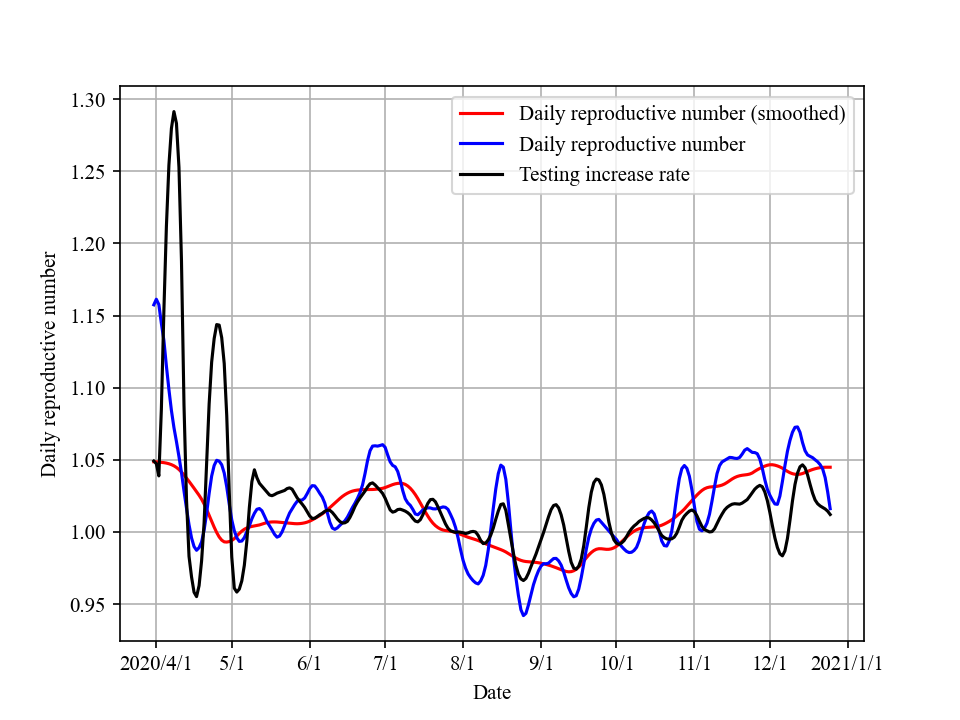 Daily reproductive number (smoothed)
Daily reproductive number
Testing increase rate
Daily reproductive number
1.30
1.25
1.20
1.15
1.10
1.05
1.00
0.95
2020/4/1 5/1 6/1 7/1 8/1 9/1 10/1 11/1 12/1 2021/1/1
Date